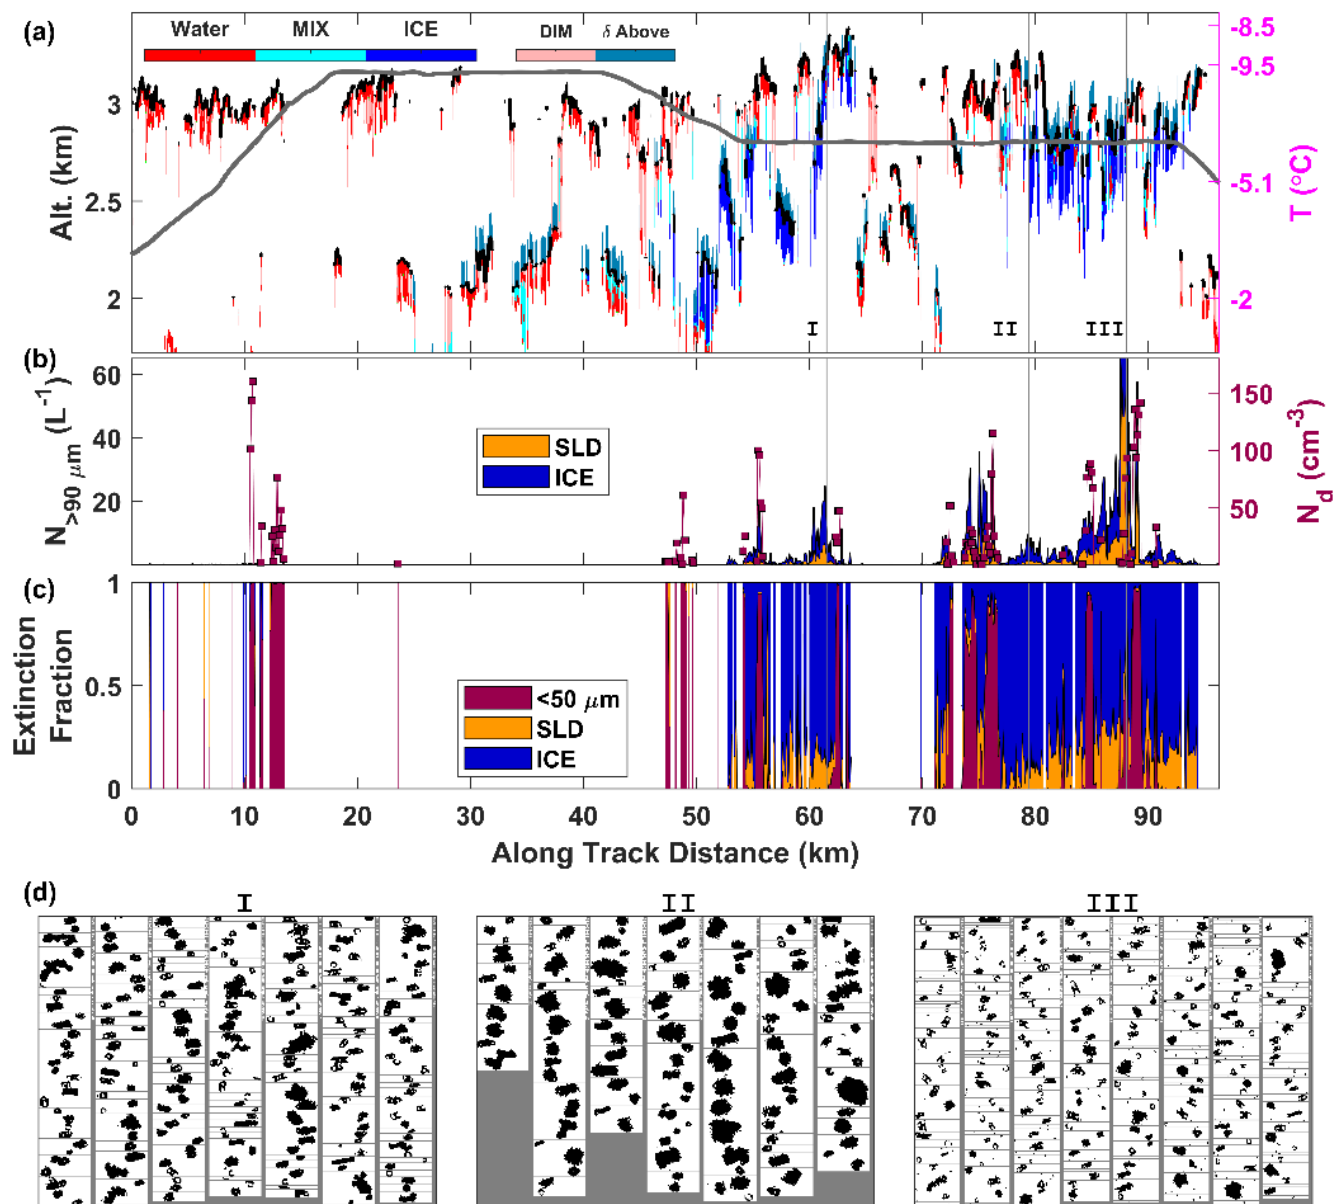 (a)
Water MIX ICE DIM δ Above
-8.5
-9.5
3
2.5
2
-5.1
-2
Alt. (km)
T (°C)
I II III
(b)
60
40
20
150
100
50
N>90 μm (L-1)
Nd (cm-3)
SLD
ICE
(c)
1
0.5
0
Extinction
Fraction
<50 μm
SLD
ICE
0 10 20 30 40 50 60 70 80 90
Along Track Distance (km)
(d)
I II III